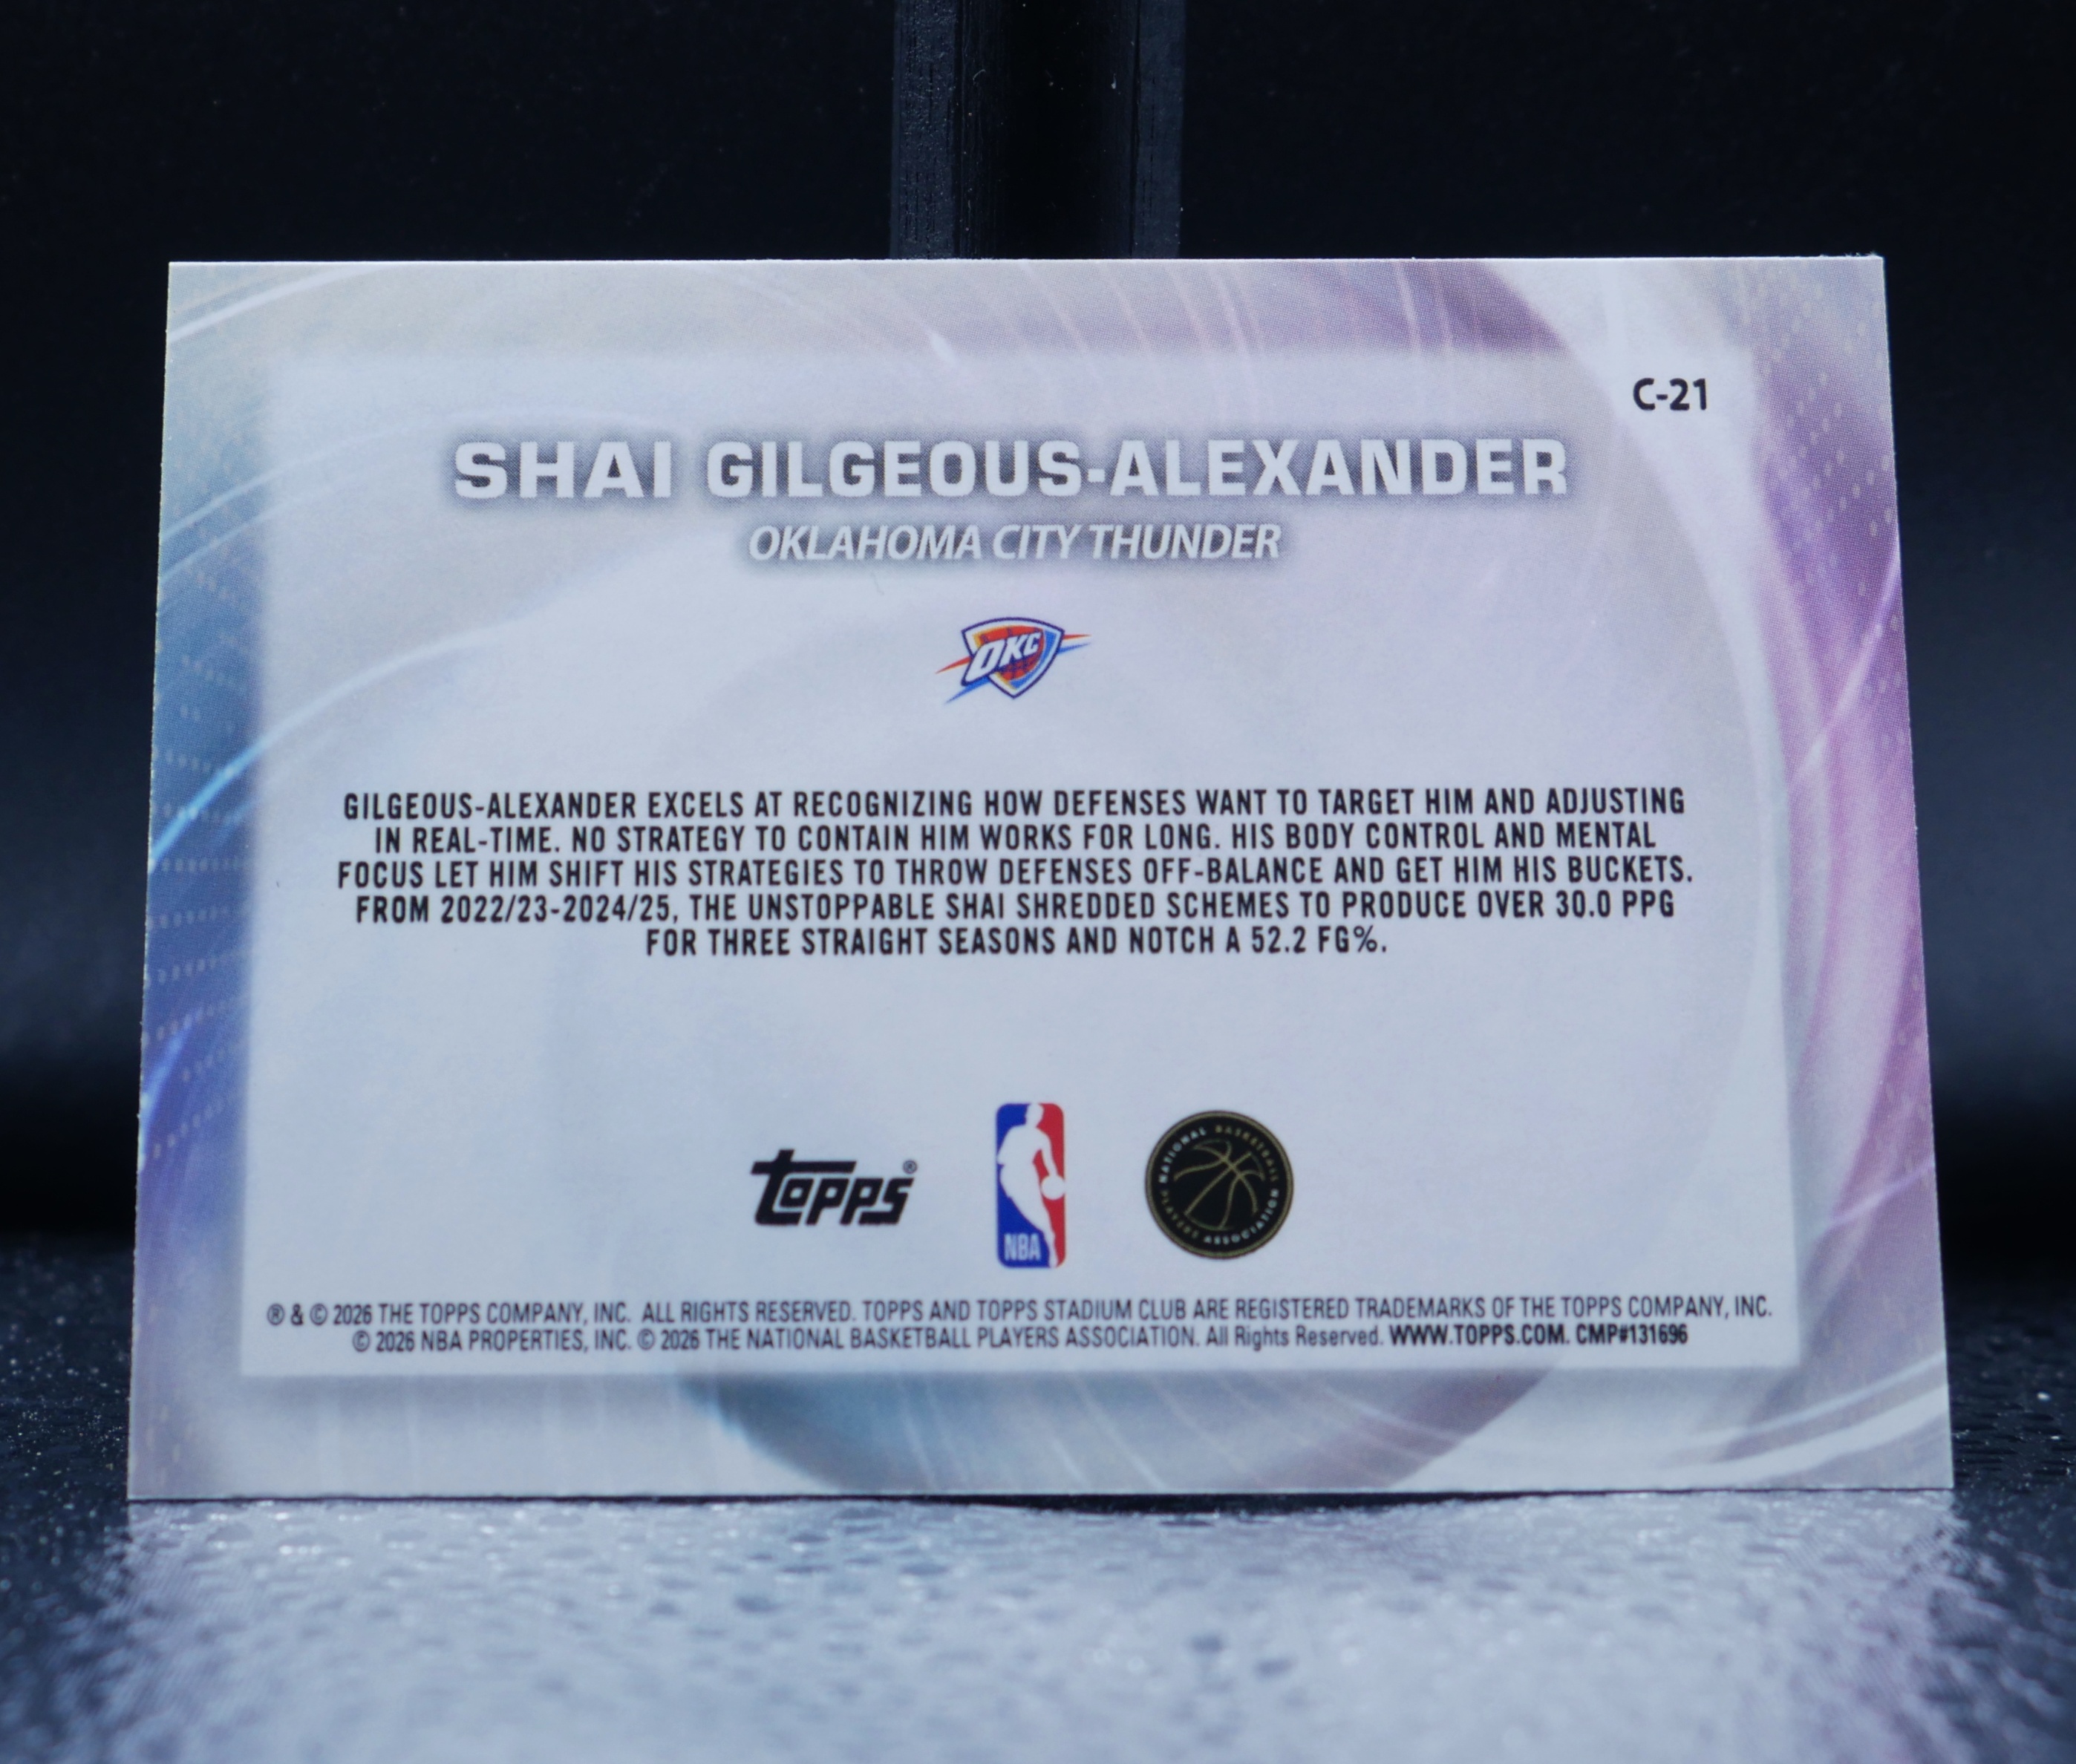 C-21
SHAI GILGEOUS-ALEXANDER
OKLAHOMA CITY THUNDER
OKC
GILGEOUS-ALEXANDER EXCELS AT RECOGNIZING HOW DEFENSES WANT TO TARGET HIM AND ADJUSTING
IN REAL-TIME. NO STRATEGY TO CONTAIN HIM WORKS FOR LONG. HIS BODY CONTROL AND MENTAL
FOCUS LET HIM SHIFT HIS STRATEGIES TO THROW DEFENSES OFF-BALANCE AND GET HIM HIS BUCKETS.
FROM 2022/23-2024/25, THE UNSTOPPABLE SHAI SHREDDED SCHEMES TO PRODUCE OVER 30.0 PPG
FOR THREE STRAIGHT SEASONS AND NOTCH A 52.2 FG%.
Topps®
NBA
NATIONAL BASKETBALL PLAYERS ASSOCIATION
® & © 2026 THE TOPPS COMPANY, INC. ALL RIGHTS RESERVED. TOPPS AND TOPPS STADIUM CLUB ARE REGISTERED TRADEMARKS OF THE TOPPS COMPANY, INC.
© 2026 NBA PROPERTIES, INC. © 2026 THE NATIONAL BASKETBALL PLAYERS ASSOCIATION. All Rights Reserved. WWW.TOPPS.COM. CMP#131696